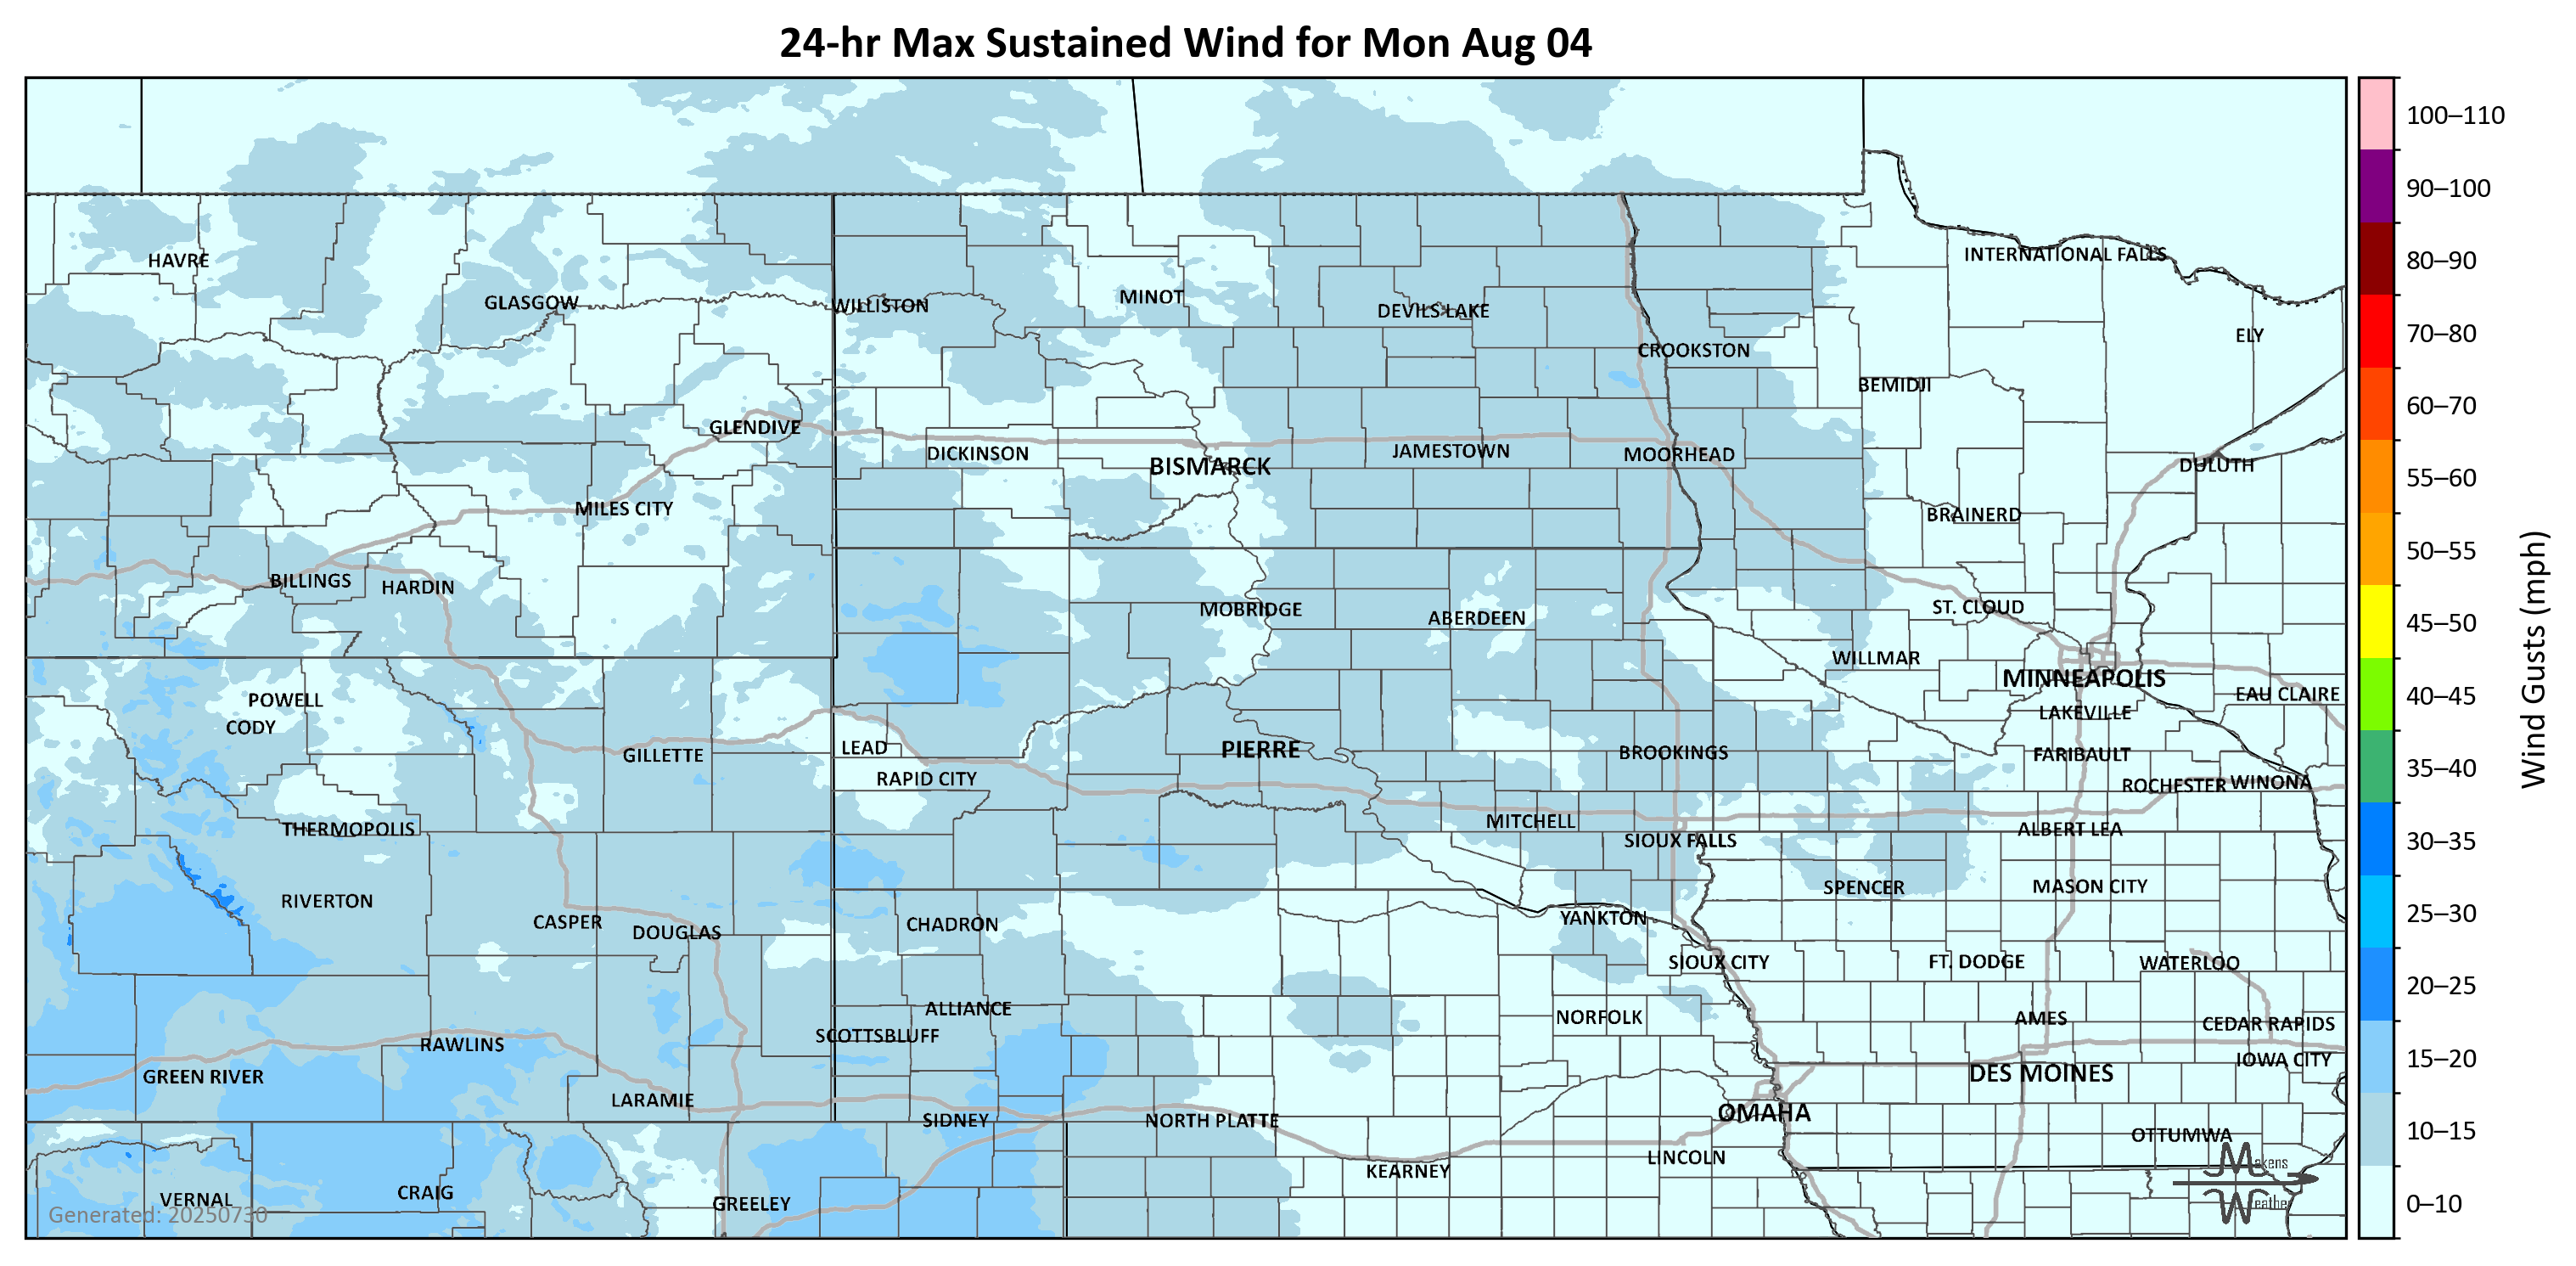 24-hr Max Sustained Wind for Mon Aug 04
100–110
90–100
80–90
70–80
60–70
55–60
50–55
45–50
40–45
35–40
30–35
25–30
20–25
15–20
10–15
0–10
Wind Gusts (mph)
HAVRE
GLASGOW
WILLISTON
MINOT
DEVILS LAKE
INTERNATIONAL FALLS
ELY
CROOKSTON
BEMIDJI
GLENDIVE
DICKINSON
BISMARCK
JAMESTOWN
MOORHEAD
DULUTH
MILES CITY
BRAINERD
BILLINGS
HARDIN
MOBRIDGE
ABERDEEN
ST. CLOUD
WILLMAR
MINNEAPOLIS
EAU CLAIRE
POWELL
CODY
LAKEVILLE
GILLETTE
LEAD
PIERRE
BROOKINGS
FARIBAULT
RAPID CITY
ROCHESTER
WINONA
THERMOPOLIS
MITCHELL
SIOUX FALLS
ALBERT LEA
RIVERTON
SPENCER
MASON CITY
CASPER
DOUGLAS
CHADRON
YANKTON
SIOUX CITY
FT. DODGE
WATERLOO
ALLIANCE
NORFOLK
AMES
CEDAR RAPIDS
SCOTTSBLUFF
RAWLINS
IOWA CITY
GREEN RIVER
DES MOINES
LARAMIE
OMAHA
SIDNEY
NORTH PLATTE
OTTUMWA
LINCOLN
KEARNEY
VERNAL
CRAIG
GREELEY
Generated: 20250730
Makens
Weather